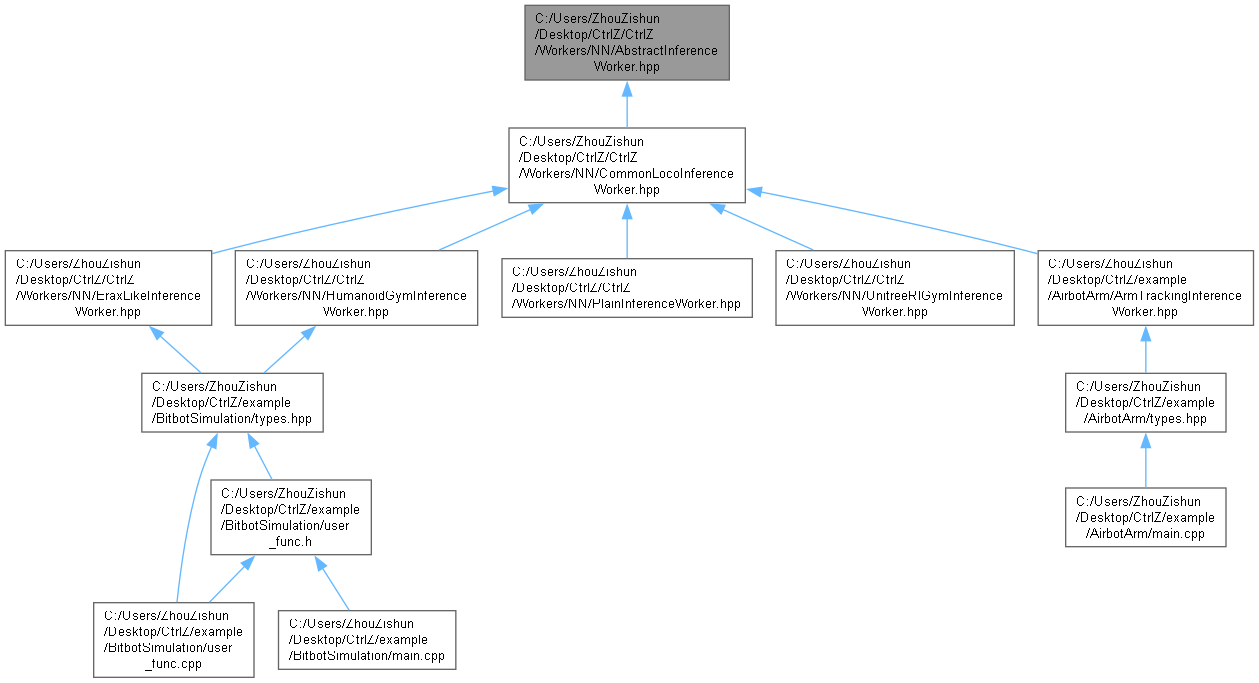 C:/Users/ZhouZishun
/Desktop/CtrlZ/CtrlZ
/Workers/NN/AbstractInference
Worker.hpp
C:/Users/ZhouZishun
/Desktop/CtrlZ/CtrlZ
/Workers/NN/CommonLocoInference
Worker.hpp
C:/Users/ZhouZishun
/Desktop/CtrlZ/CtrlZ
/Workers/NN/EraxLikeInference
Worker.hpp
C:/Users/ZhouZishun
/Desktop/CtrlZ/CtrlZ
/Workers/NN/HumanoidGymInference
Worker.hpp
C:/Users/ZhouZishun
/Desktop/CtrlZ/CtrlZ
/Workers/NN/PlainInferenceWorker.hpp
C:/Users/ZhouZishun
/Desktop/CtrlZ/CtrlZ
/Workers/NN/UnitreeRlGymInference
Worker.hpp
C:/Users/ZhouZishun
/Desktop/CtrlZ/example
/AirbotArm/ArmTrackingInference
Worker.hpp
C:/Users/ZhouZishun
/Desktop/CtrlZ/example
/BitbotSimulation/types.hpp
C:/Users/ZhouZishun
/Desktop/CtrlZ/example
/AirbotArm/types.hpp
C:/Users/ZhouZishun
/Desktop/CtrlZ/example
/BitbotSimulation/user
_func.h
C:/Users/ZhouZishun
/Desktop/CtrlZ/example
/AirbotArm/main.cpp
C:/Users/ZhouZishun
/Desktop/CtrlZ/example
/BitbotSimulation/user
_func.cpp
C:/Users/ZhouZishun
/Desktop/CtrlZ/example
/BitbotSimulation/main.cpp